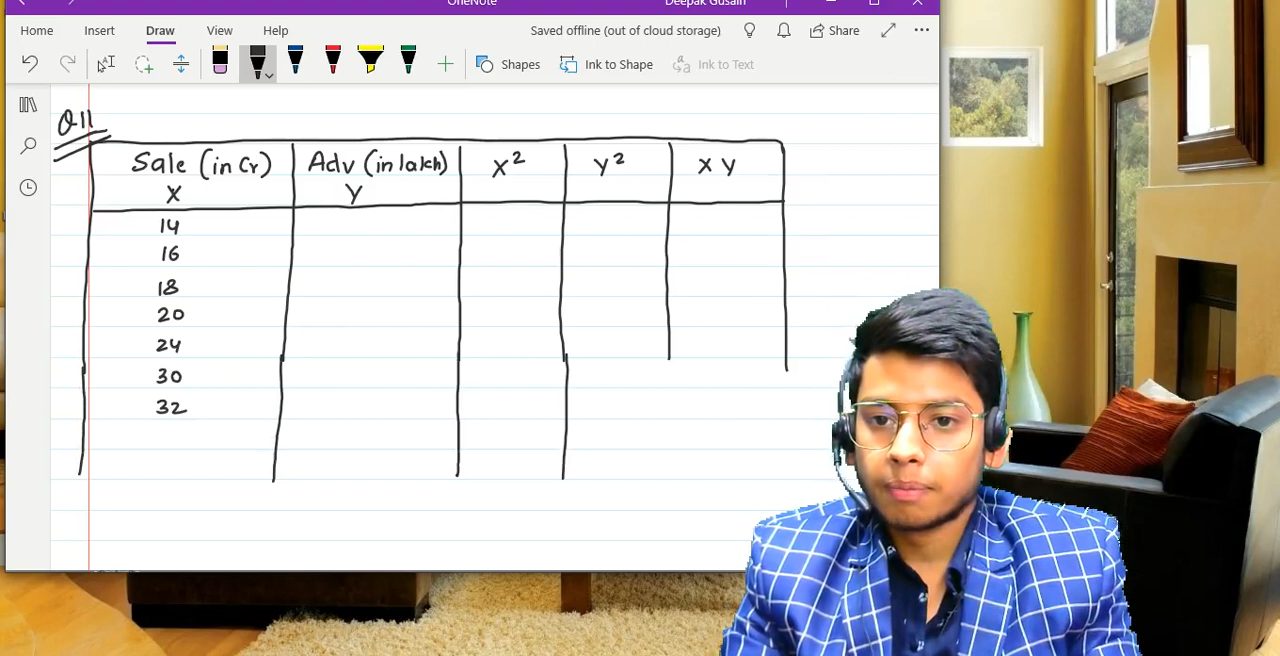 OneNote
Deepak Gusain
Home Insert Draw View Help
Saved offline (out of cloud storage) Share
Shapes Ink to Shape Ink to Text
Q11
Sale (in Cr) Adv (in lakh) X² Y² XY
X Y
14
16
18
20
24
30
32